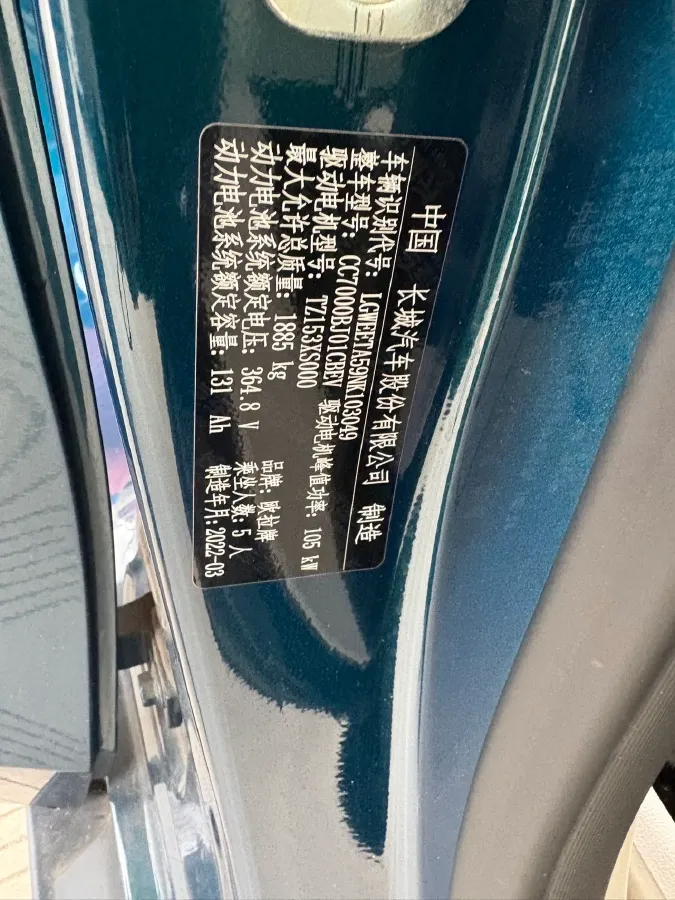 中国 长城汽车股份有限公司 制造
车辆识别代号: LGWEETA59NK103049
整车型号: CC7000BJ01CBEV 品牌: 欧拉牌
驱动电机型号: TZ153XS000 驱动电机峰值功率: 105 kW
最大允许总质量: 1885 kg 乘坐人数: 5 人
动力电池系统额定电压: 364.8 V 制造年月: 2022-03
动力电池系统额定容量: 131 Ah